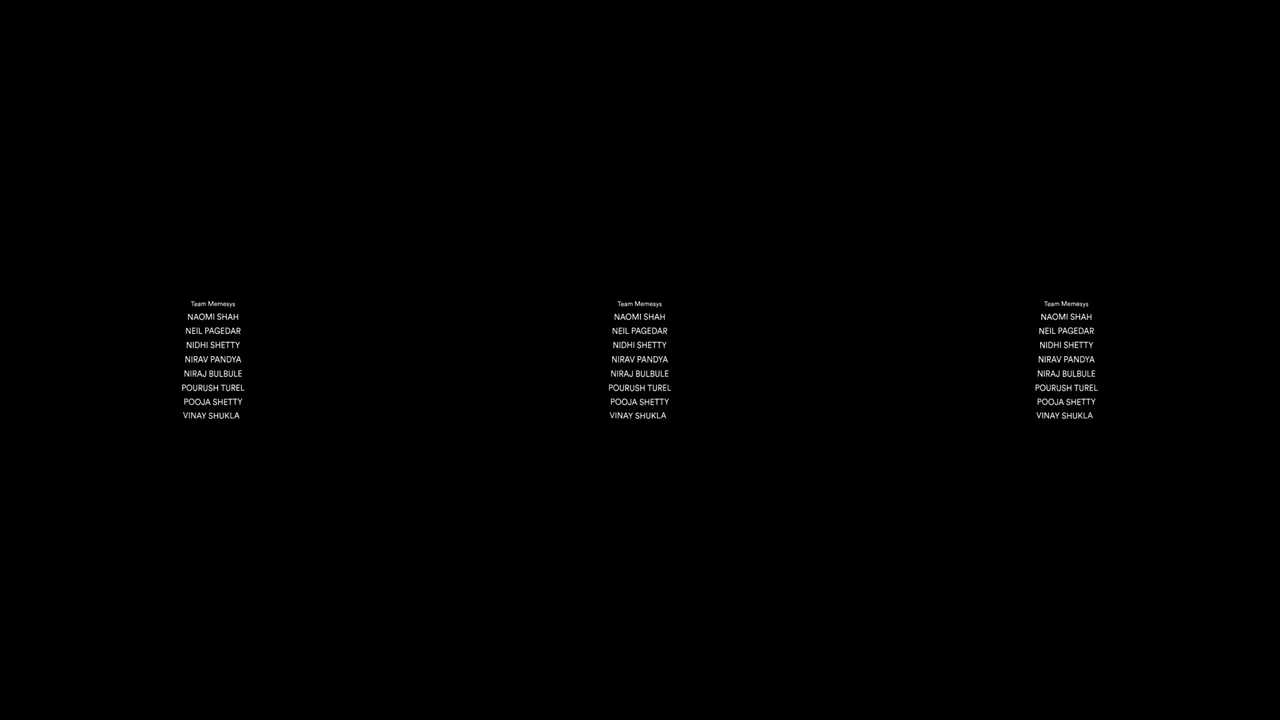 Team Memesys
NAOMI SHAH
NEIL PAGEDAR
NIDHI SHETTY
NIRAV PANDYA
NIRAJ BULBULE
POURUSH TUREL
POOJA SHETTY
VINAY SHUKLA
Team Memesys
NAOMI SHAH
NEIL PAGEDAR
NIDHI SHETTY
NIRAV PANDYA
NIRAJ BULBULE
POURUSH TUREL
POOJA SHETTY
VINAY SHUKLA
Team Memesys
NAOMI SHAH
NEIL PAGEDAR
NIDHI SHETTY
NIRAV PANDYA
NIRAJ BULBULE
POURUSH TUREL
POOJA SHETTY
VINAY SHUKLA